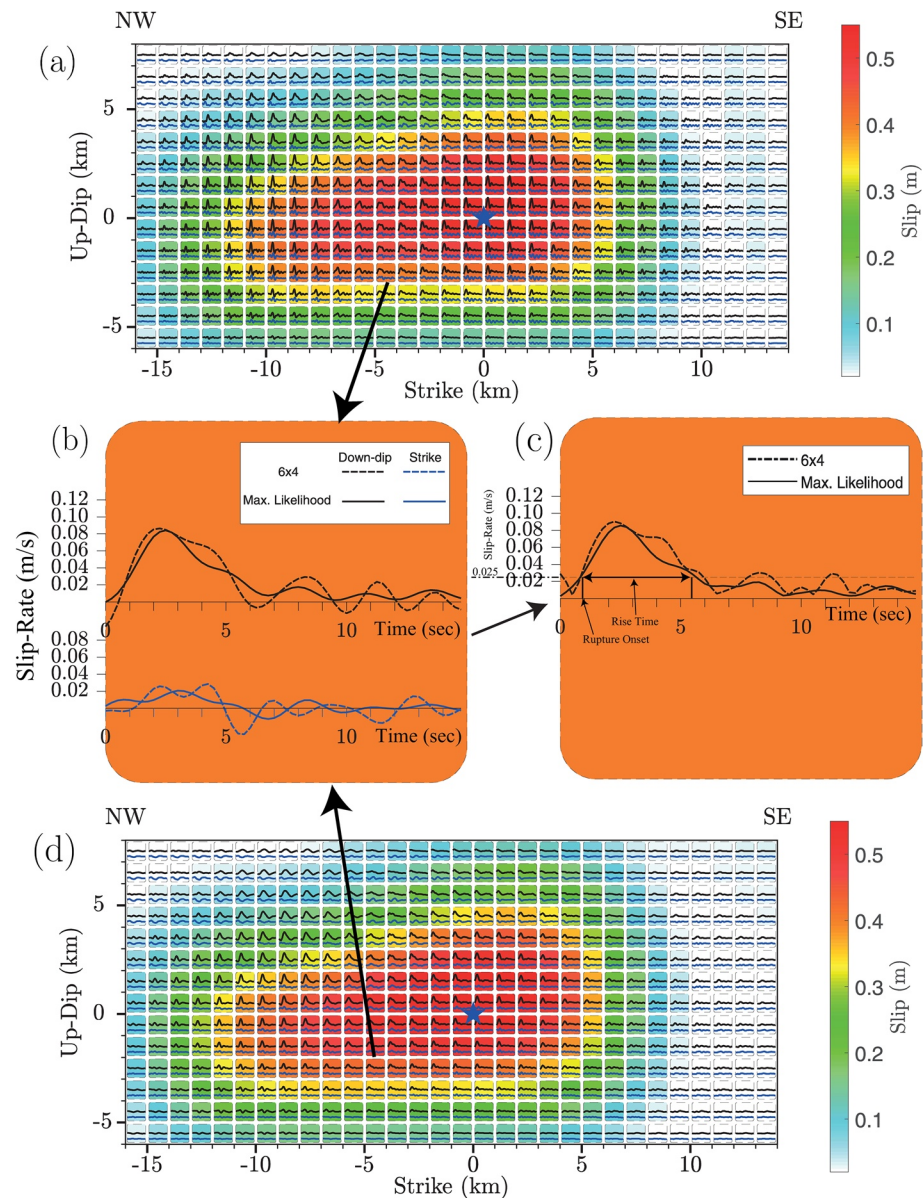 NW SE
(a)
5
0
-5
Up-Dip (km)
-15 -10 -5 0 5 10
Strike (km)
0.5
0.4
0.3
0.2
0.1
Slip (m)
(b)
Down-dip Strike
6x4
Max. Likelihood
0.12
0.10
0.08
0.06
0.04
0.02
Slip-Rate (m/s)
0 5 10 Time (sec)
0.08
0.06
0.04
0.02
0 5 10 Time (sec)
(c)
6x4
Max. Likelihood
0.12
0.10
0.08
0.06
0.04
0.025
0.02
Slip-Rate (m/s)
0 5 10 Time (sec)
Rise Time
Rupture Onset
NW SE
(d)
5
0
-5
Up-Dip (km)
-15 -10 -5 0 5 10
Strike (km)
0.5
0.4
0.3
0.2
0.1
Slip (m)